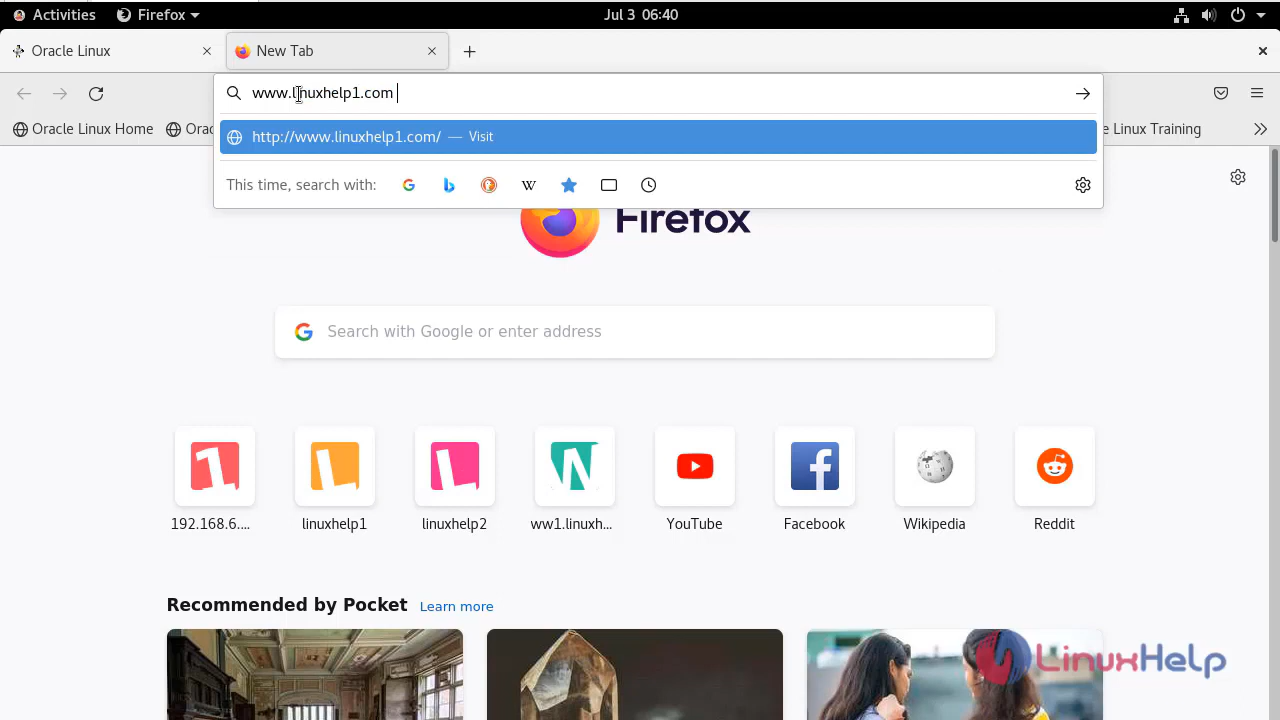 Activities Firefox Jul 3 06:40
Oracle Linux New Tab
www.linuxhelp1.com
Oracle Linux Home Orac e Linux Training
http://www.linuxhelp1.com/ — Visit
This time, search with:
Firefox
Search with Google or enter address
192.168.6.... linuxhelp1 linuxhelp2 ww1.linuxh... YouTube Facebook Wikipedia Reddit
Recommended by Pocket Learn more
LinuxHelp